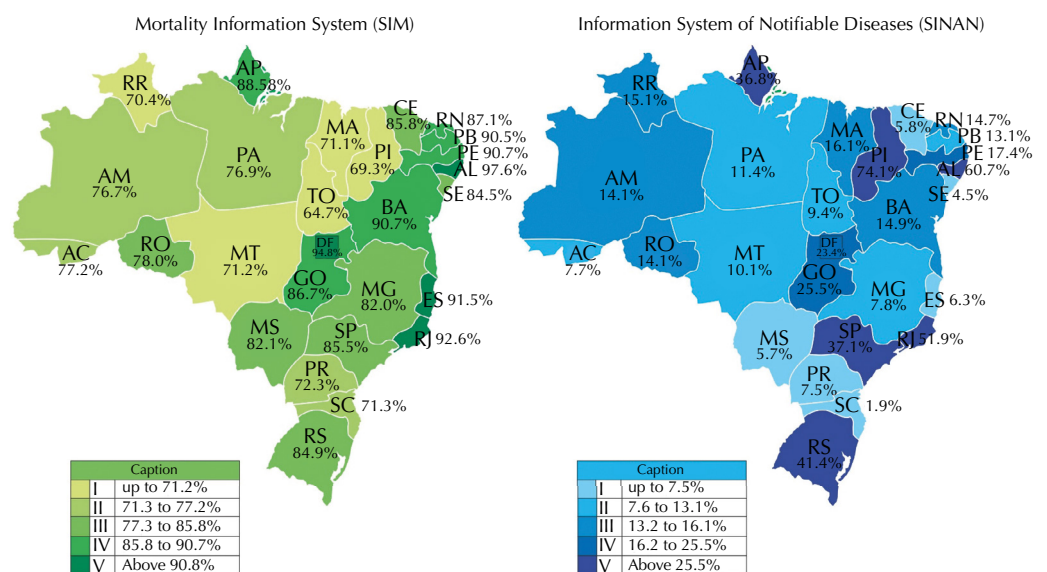 Mortality Information System (SIM)
RR
70.4%
AP
88.58%
AM
76.7%
PA
76.9%
MA
71.1%
PI
69.3%
CE
85.8%
RN 87.1%
PB 90.5%
PE 90.7%
AL 97.6%
SE 84.5%
TO
64.7%
BA
90.7%
AC
77.2%
RO
78.0%
MT
71.2%
DF
94.8%
GO
86.7%
MG
82.0%
ES 91.5%
MS
82.1%
SP
85.5%
RJ 92.6%
PR
72.3%
SC 71.3%
RS
84.9%
Caption
I up to 71.2%
II 71.3 to 77.2%
III 77.3 to 85.8%
IV 85.8 to 90.7%
V Above 90.8%
Information System of Notifiable Diseases (SINAN)
RR
15.1%
AP
36.8%
AM
14.1%
PA
11.4%
MA
16.1%
PI
74.1%
CE
5.8%
RN 14.7%
PB 13.1%
PE 17.4%
AL 60.7%
SE 4.5%
TO
9.4%
BA
14.9%
AC
7.7%
RO
14.1%
MT
10.1%
DF
23.4%
GO
25.5%
MG
7.8%
ES 6.3%
MS
5.7%
SP
37.1%
RJ 51.9%
PR
7.5%
SC 1.9%
RS
41.4%
Caption
I up to 7.5%
II 7.6 to 13.1%
III 13.2 to 16.1%
IV 16.2 to 25.5%
V Above 25.5%